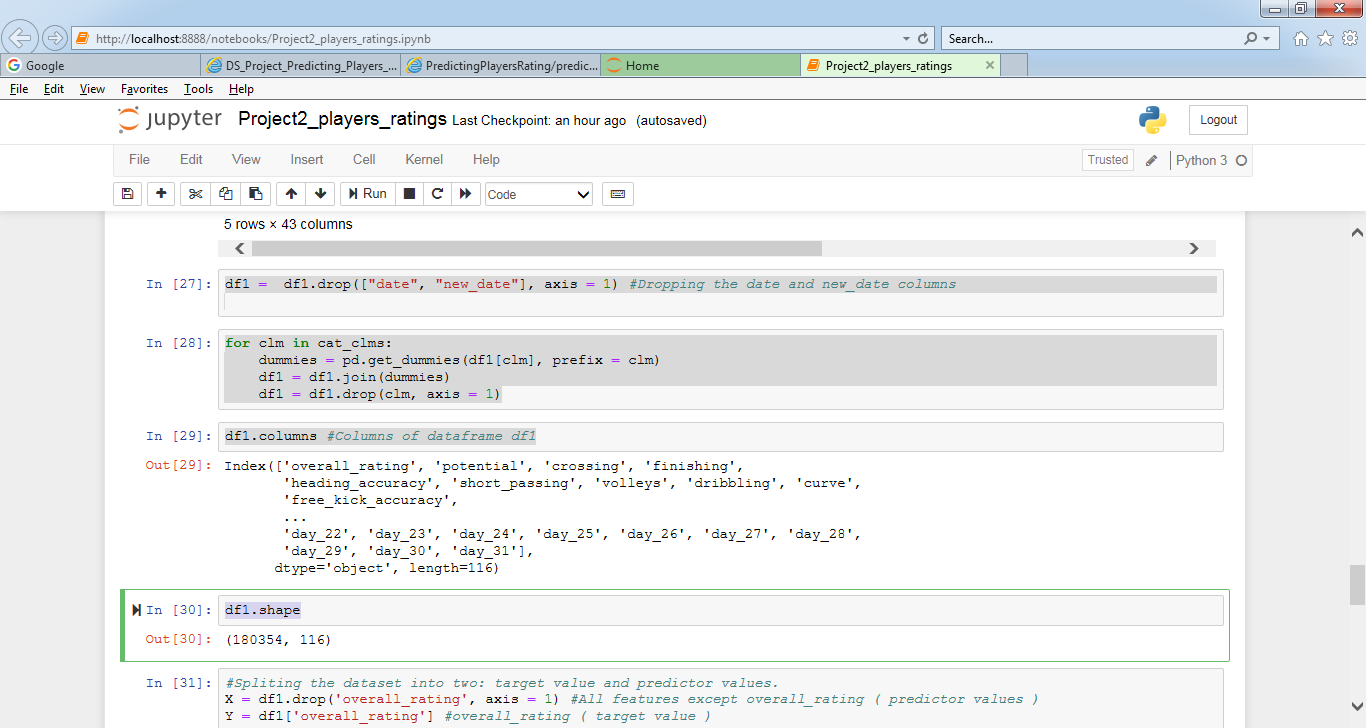 http://localhost:8888/notebooks/Project2_players_ratings.ipynb
Search...
Google
DS_Project_Predicting_Players_...
PredictingPlayersRating/predic...
Home
Project2_players_ratings
File Edit View Favorites Tools Help
jupyter Project2_players_ratings Last Checkpoint: an hour ago (autosaved)
Logout
File Edit View Insert Cell Kernel Help
Trusted
Python 3
Run
Code
5 rows × 43 columns
In [27]: df1 =  df1.drop(["date", "new_date"], axis = 1) #Dropping the date and new_date columns
In [28]: for clm in cat_clms:
    dummies = pd.get_dummies(df1[clm], prefix = clm)
    df1 = df1.join(dummies)
    df1 = df1.drop(clm, axis = 1)
In [29]: df1.columns #Columns of dataframe df1
Out[29]: Index(['overall_rating', 'potential', 'crossing', 'finishing',
       'heading_accuracy', 'short_passing', 'volleys', 'dribbling', 'curve',
       'free_kick_accuracy',
       ...
       'day_22', 'day_23', 'day_24', 'day_25', 'day_26', 'day_27', 'day_28',
       'day_29', 'day_30', 'day_31'],
      dtype='object', length=116)
In [30]: df1.shape
Out[30]: (180354, 116)
In [31]: #Spliting the dataset into two: target value and predictor values.
X = df1.drop('overall_rating', axis = 1) #All features except overall_rating ( predictor values )
Y = df1['overall_rating'] #overall_rating ( target value )